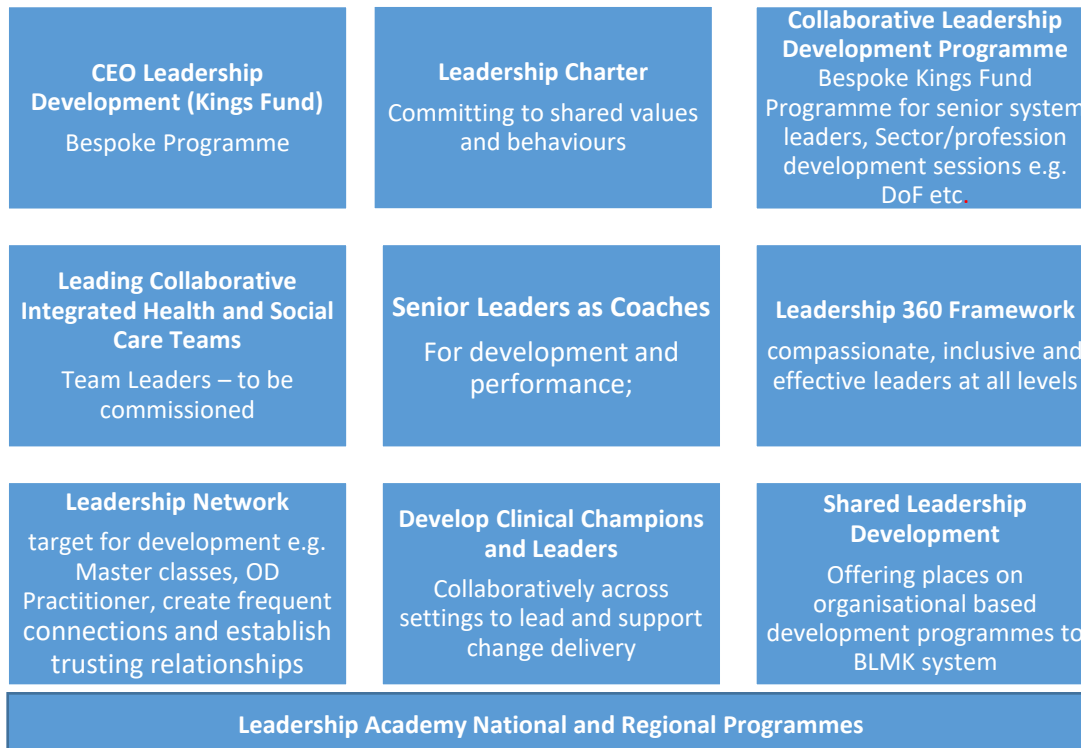 CEO Leadership
Development (Kings Fund)
Bespoke Programme
Leadership Charter
Committing to shared values
and behaviours
Collaborative Leadership
Development Programme
Bespoke Kings Fund
Programme for senior system
leaders, Sector/profession
development sessions e.g.
DoF etc.
Leading Collaborative
Integrated Health and Social
Care Teams
Team Leaders – to be
commissioned
Senior Leaders as Coaches
For development and
performance;
Leadership 360 Framework
compassionate, inclusive and
effective leaders at all levels
Leadership Network
target for development e.g.
Master classes, OD
Practitioner, create frequent
connections and establish
trusting relationships
Develop Clinical Champions
and Leaders
Collaboratively across
settings to lead and support
change delivery
Shared Leadership
Development
Offering places on
organisational based
development programmes to
BLMK system
Leadership Academy National and Regional Programmes